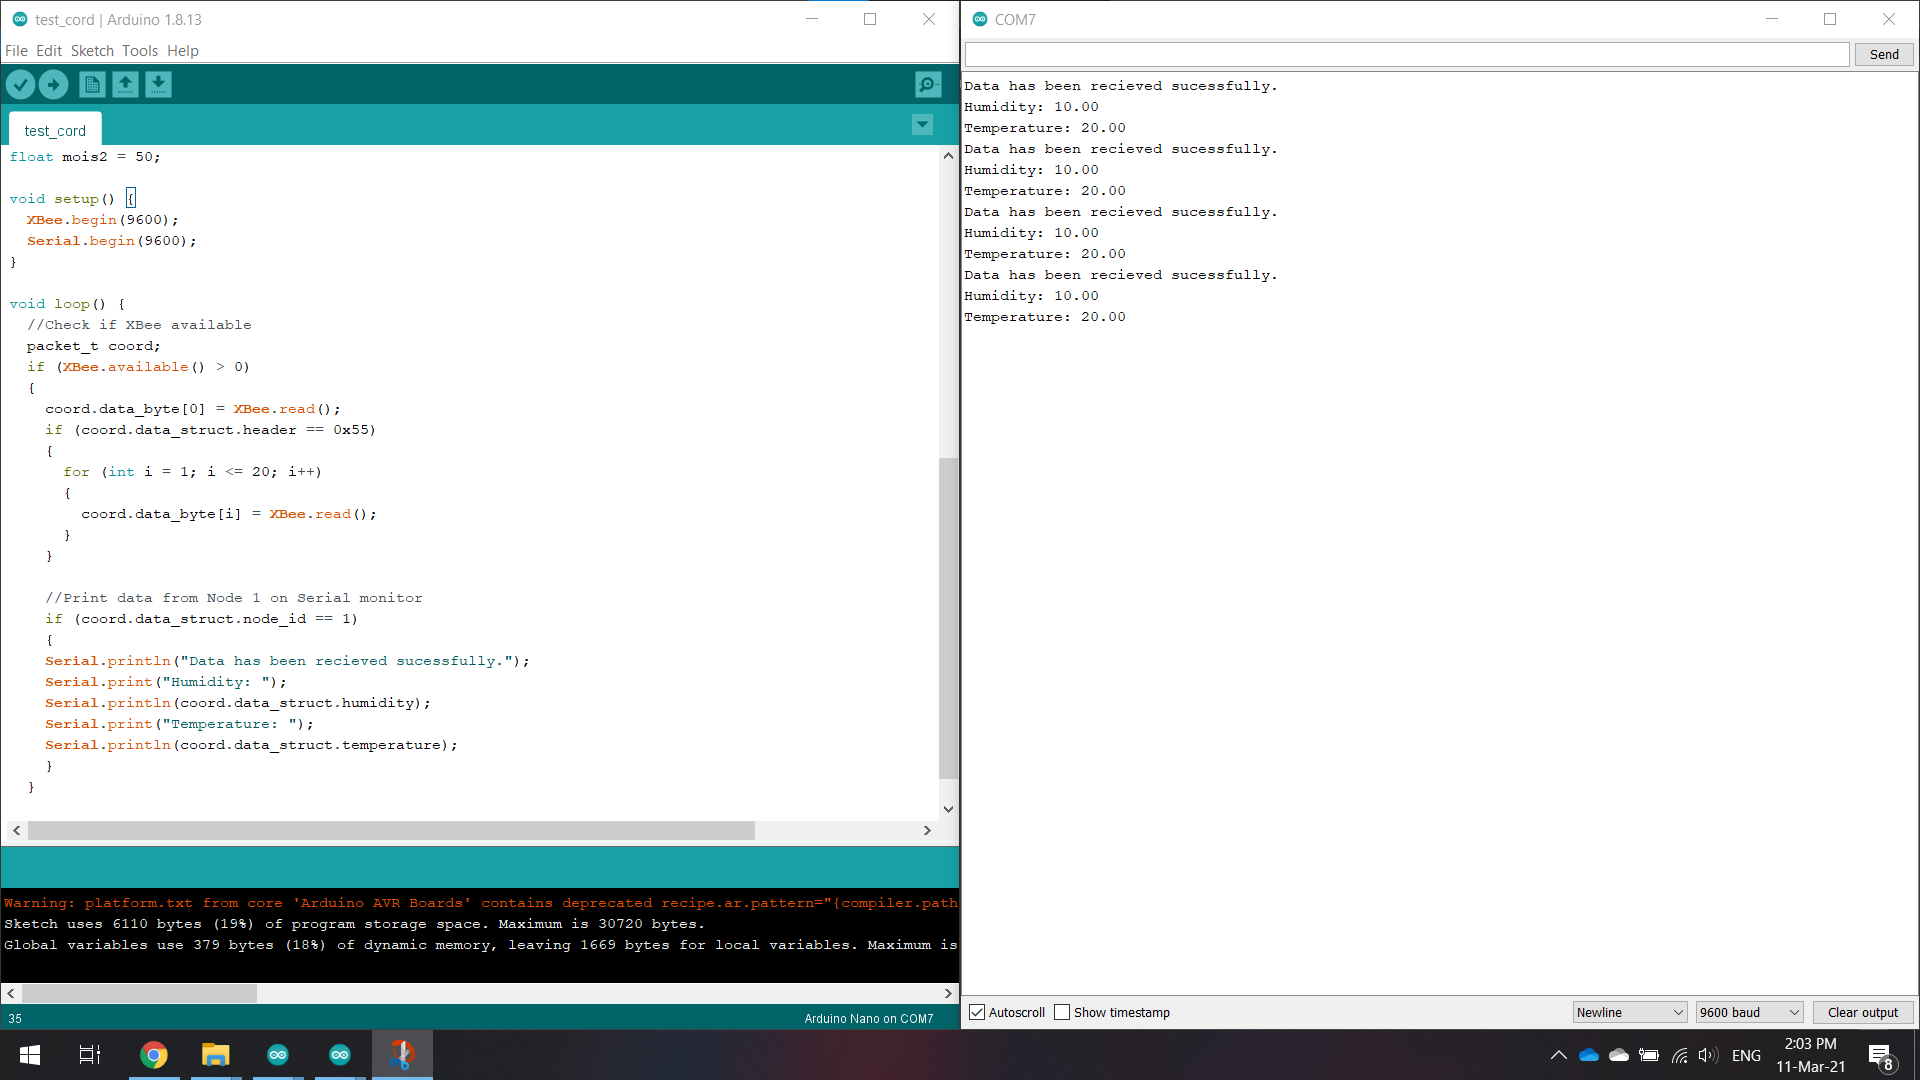 test_cord | Arduino 1.8.13
File Edit Sketch Tools Help
test_cord
float mois2 = 50;
void setup() {
XBee.begin(9600);
Serial.begin(9600);
}
void loop() {
//Check if XBee available
packet_t coord;
if (XBee.available() > 0)
{
coord.data_byte[0] = XBee.read();
if (coord.data_struct.header == 0x55)
{
for (int i = 1; i <= 20; i++)
{
coord.data_byte[i] = XBee.read();
}
}
//Print data from Node 1 on Serial monitor
if (coord.data_struct.node_id == 1)
{
Serial.println("Data has been recieved sucessfully.");
Serial.print("Humidity: ");
Serial.println(coord.data_struct.humidity);
Serial.print("Temperature: ");
Serial.println(coord.data_struct.temperature);
}
}
Warning: platform.txt from core 'Arduino AVR Boards' contains deprecated recipe.ar.pattern="{compiler.path
Sketch uses 6110 bytes (19%) of program storage space. Maximum is 30720 bytes.
Global variables use 379 bytes (18%) of dynamic memory, leaving 1669 bytes for local variables. Maximum is
35
Arduino Nano on COM7
COM7
Send
Data has been recieved sucessfully.
Humidity: 10.00
Temperature: 20.00
Data has been recieved sucessfully.
Humidity: 10.00
Temperature: 20.00
Data has been recieved sucessfully.
Humidity: 10.00
Temperature: 20.00
Data has been recieved sucessfully.
Humidity: 10.00
Temperature: 20.00
Autoscroll Show timestamp
Newline
9600 baud
Clear output
ENG
2:03 PM
11-Mar-21
8